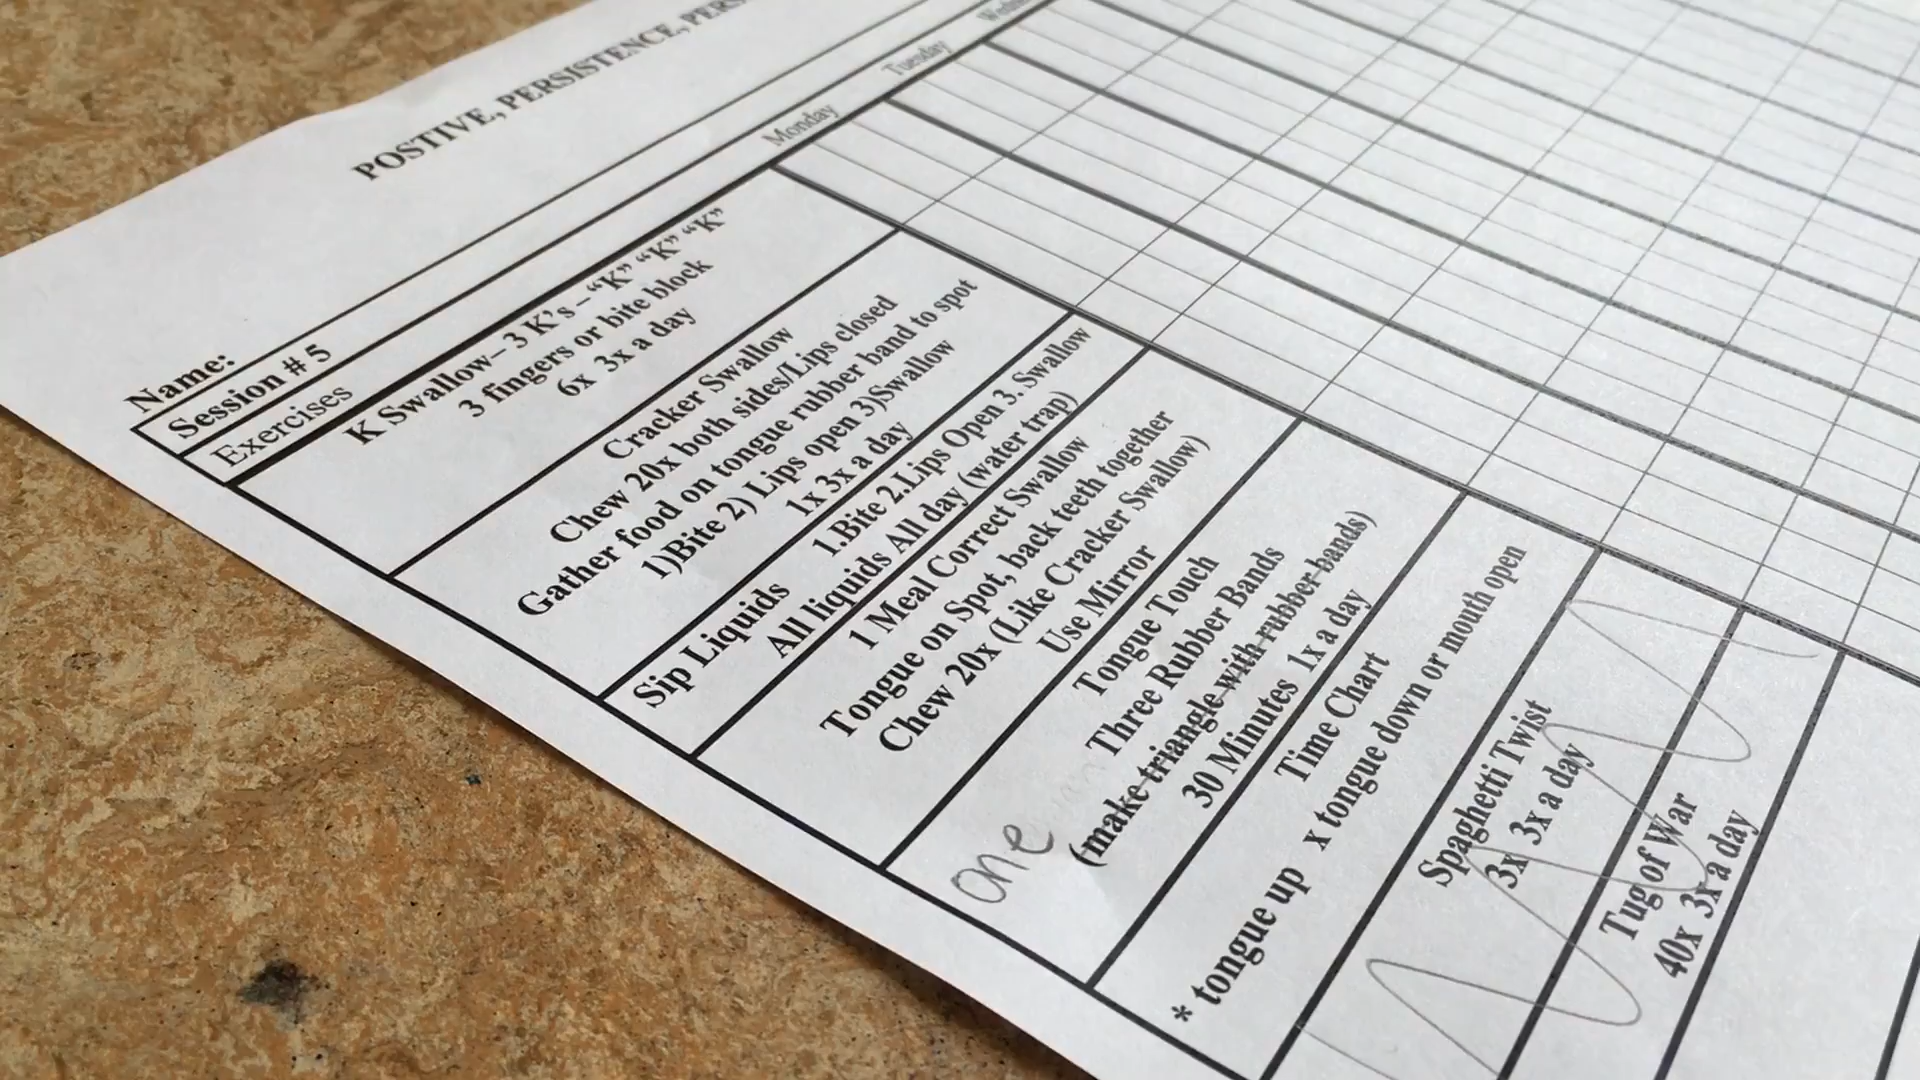 POSTIVE, PERSISTENCE,
Name:
Session # 5
Exercises Monday Tuesday
K Swallow– 3 K's – “K” “K” “K”
3 fingers or bite block
6x 3x a day
Cracker Swallow
Chew 20x both sides/Lips closed
Gather food on tongue rubber band to spot
1)Bite 2) Lips open 3)Swallow
1x 3x a day
Sip Liquids 1.Bite 2.Lips Open 3. Swallow
All liquids All day (water trap)
1 Meal Correct Swallow
Tongue on Spot, back teeth together
Chew 20x (Like Cracker Swallow)
Use Mirror
Tongue Touch
one Three Rubber Bands
(make triangle with rubber bands)
30 Minutes 1x a day
Time Chart
* tongue up x tongue down or mouth open
Spaghetti Twist
3x 3x a day
Tug of War
40x 3x a day